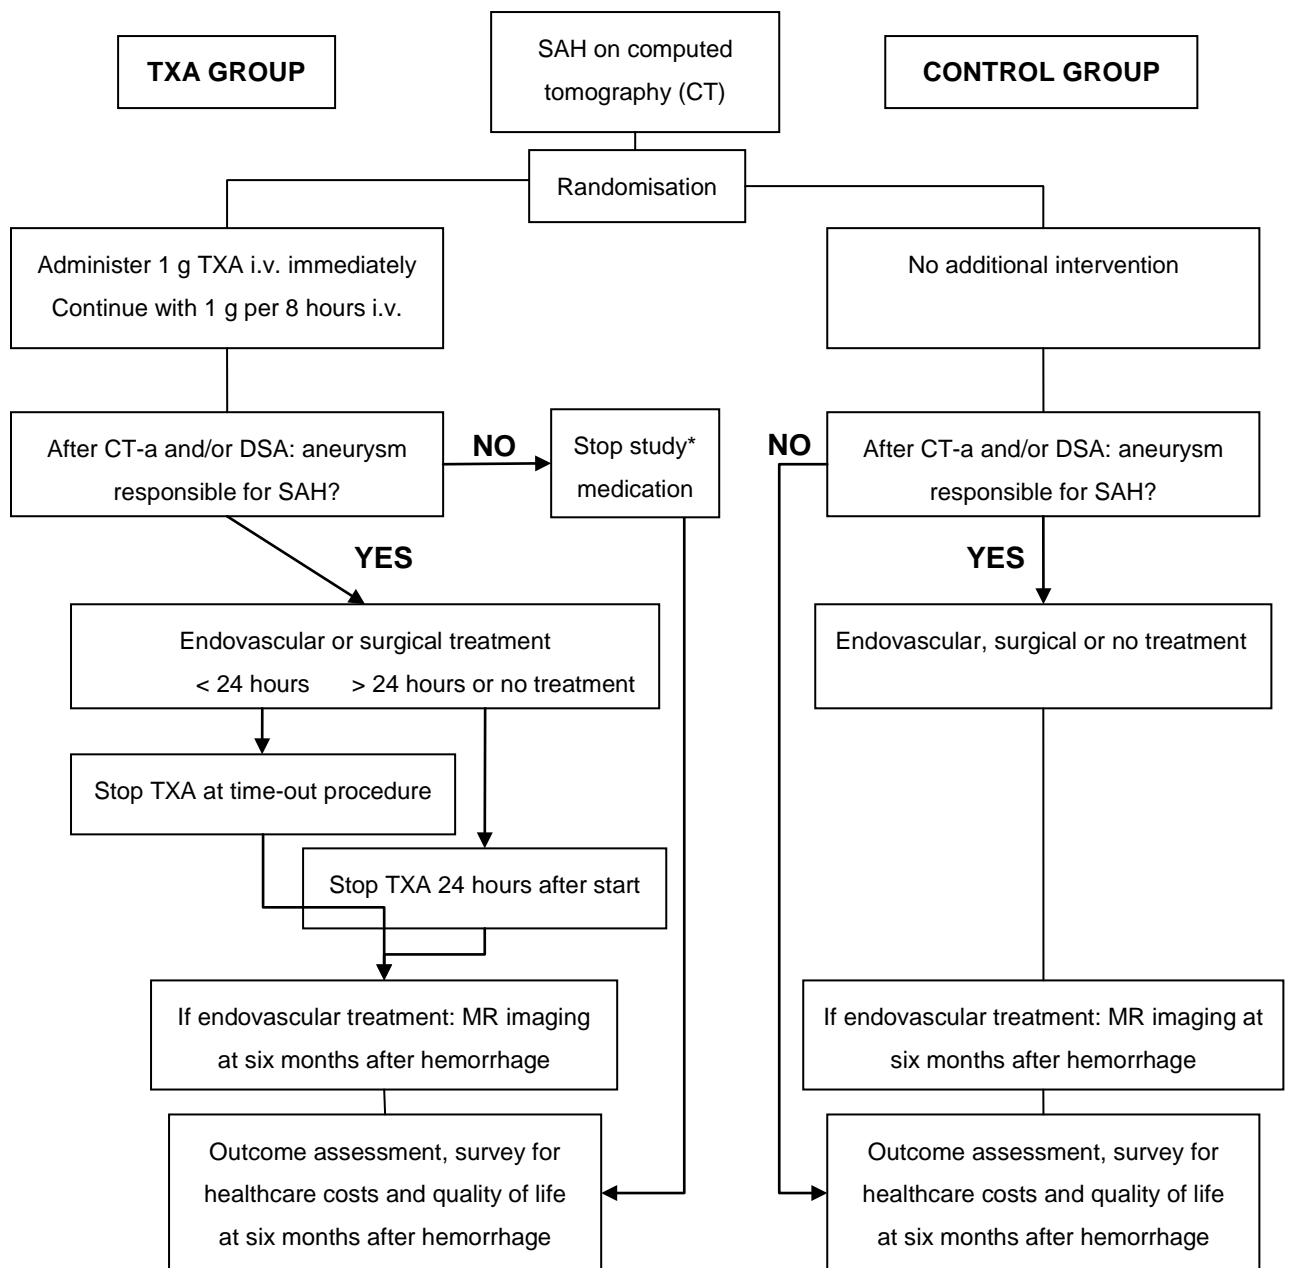 TXA GROUP
SAH on computed
tomography (CT)
CONTROL GROUP
Randomisation
Administer 1 g TXA i.v. immediately
Continue with 1 g per 8 hours i.v.
No additional intervention
After CT-a and/or DSA: aneurysm
responsible for SAH?
NO
Stop study*
medication
NO
After CT-a and/or DSA: aneurysm
responsible for SAH?
YES
YES
Endovascular or surgical treatment
< 24 hours > 24 hours or no treatment
Endovascular, surgical or no treatment
Stop TXA at time-out procedure
Stop TXA 24 hours after start
If endovascular treatment: MR imaging
at six months after hemorrhage
If endovascular treatment: MR imaging at
six months after hemorrhage
Outcome assessment, survey for
healthcare costs and quality of life
at six months after hemorrhage
Outcome assessment, survey for
healthcare costs and quality of life
at six months after hemorrhage